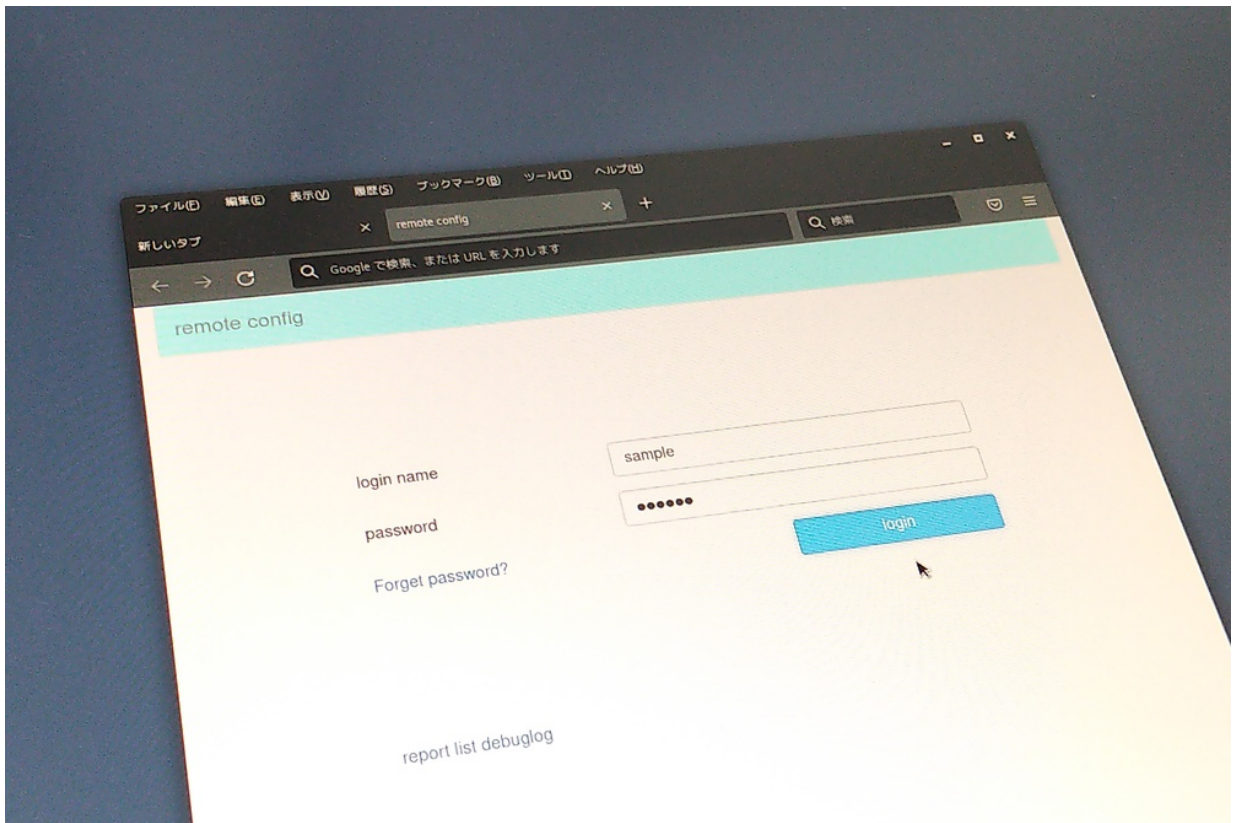 ファイル(F) 編集(E) 表示(V) 履歴(S) ブックマーク(B) ツール(T) ヘルプ(H)
新しいタブ remote config
Google で検索、または URL を入力します 検索
remote config
login name sample
password
login
Forget password?
report list debuglog